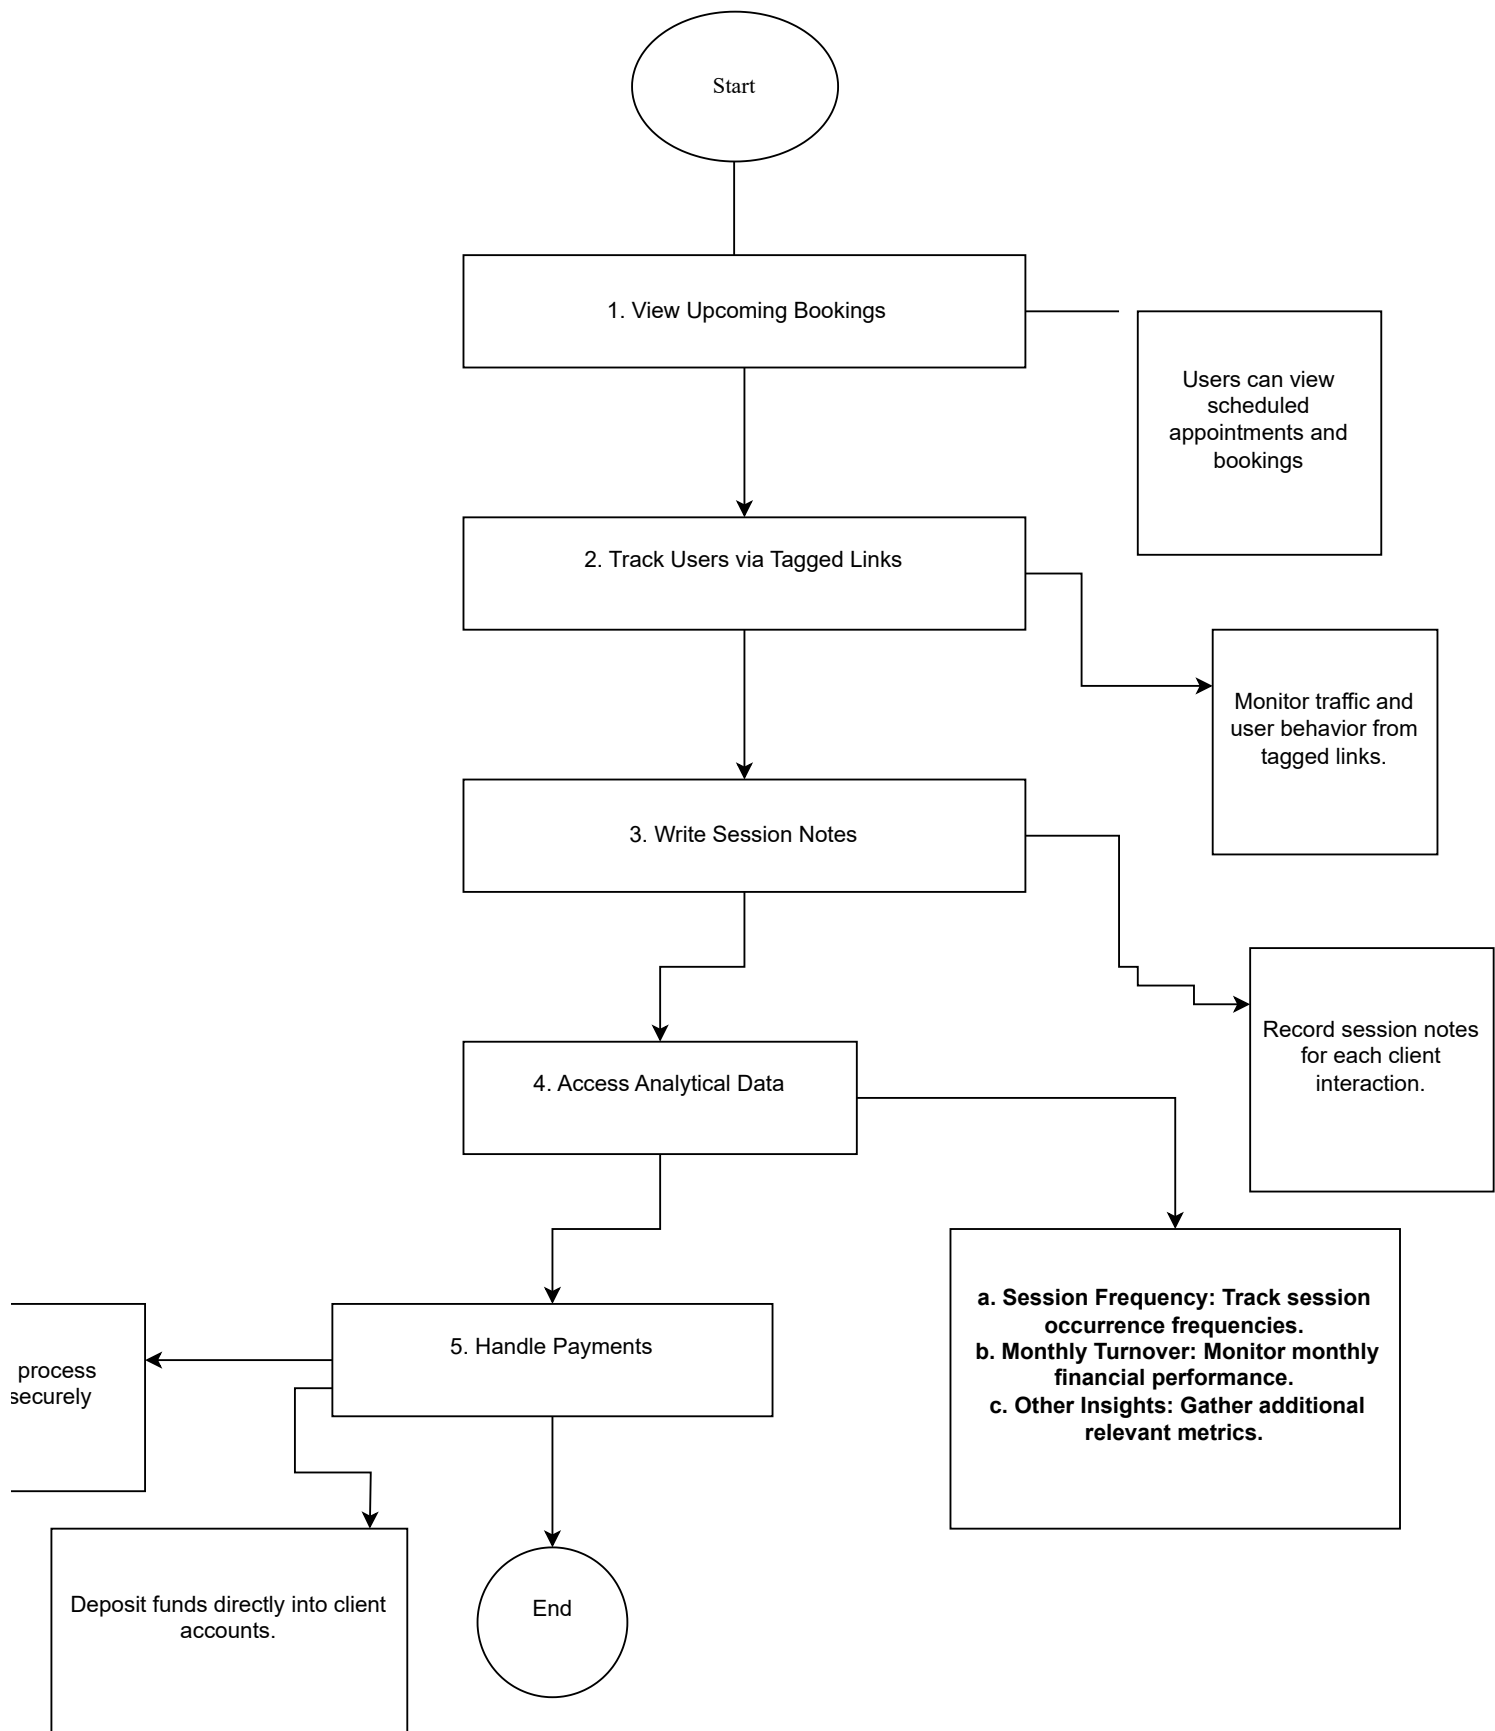 Start
1. View Upcoming Bookings
Users can view
scheduled
appointments and
bookings
2. Track Users via Tagged Links
Monitor traffic and
user behavior from
tagged links.
3. Write Session Notes
Record session notes
for each client
interaction.
4. Access Analytical Data
a. Session Frequency: Track session
occurrence frequencies.
b. Monthly Turnover: Monitor monthly
financial performance.
c. Other Insights: Gather additional
relevant metrics.
5. Handle Payments
process
securely
Deposit funds directly into client
accounts.
End